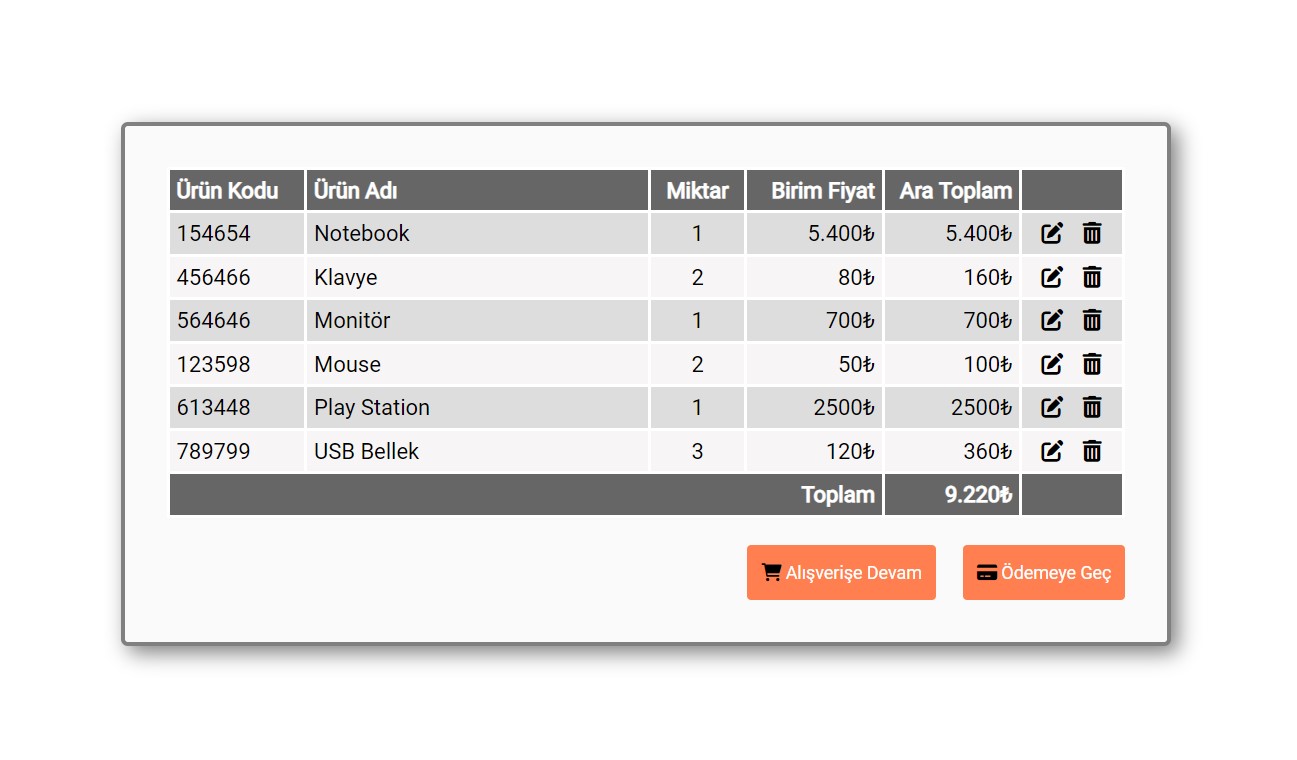 Ürün Kodu Ürün Adı Miktar Birim Fiyat Ara Toplam
154654 Notebook 1 5.400₺ 5.400₺
456466 Klavye 2 80₺ 160₺
564646 Monitör 1 700₺ 700₺
123598 Mouse 2 50₺ 100₺
613448 Play Station 1 2500₺ 2500₺
789799 USB Bellek 3 120₺ 360₺
Toplam 9.220₺
Alışverişe Devam Ödemeye Geç